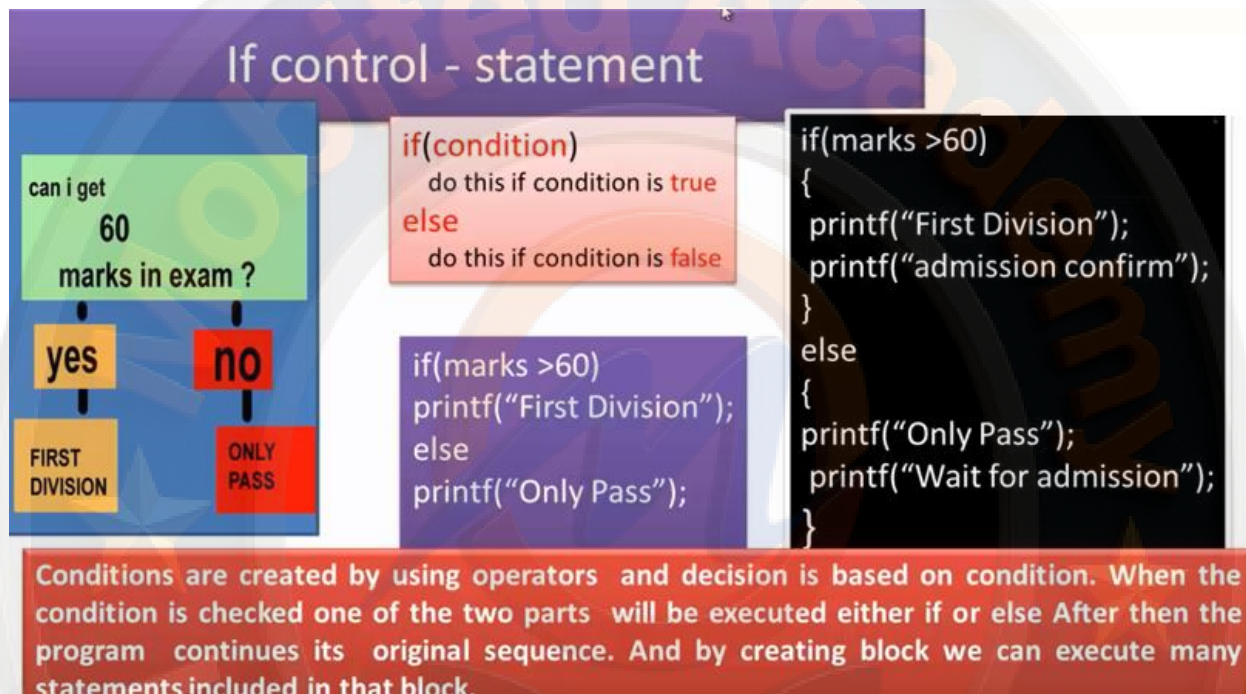 If control - statement
can i get
60
marks in exam ?
yes
no
FIRST
DIVISION
ONLY
PASS
if(condition)
do this if condition is true
else
do this if condition is false
if(marks >60)
printf(“First Division”);
else
printf(“Only Pass”);
if(marks >60)
{
printf(“First Division”);
printf(“admission confirm”);
}
else
{
printf(“Only Pass”);
printf(“Wait for admission”);
}
Conditions are created by using operators and decision is based on condition. When the
condition is checked one of the two parts will be executed either if or else After then the
program continues its original sequence. And by creating block we can execute many
statements included in that block.
Mobiteq Academy